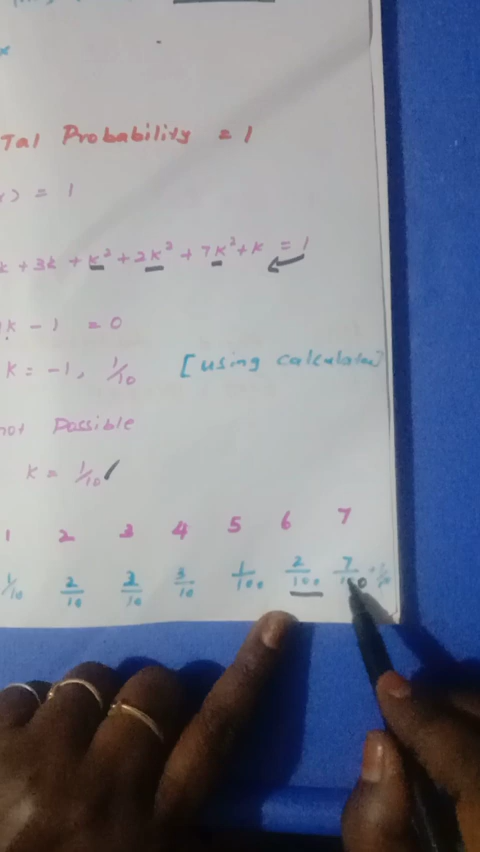 Tal Probability = 1
) = 1
+ 3k + k² + 2k² + 7k² + k = 1
k - 1 = 0
k = -1, 1/10 [using calculator]
not Possible
k = 1/10
1 2 3 4 5 6 7
1/10 2/10 2/10 3/10 1/100 2/100 7/100 + 1/10